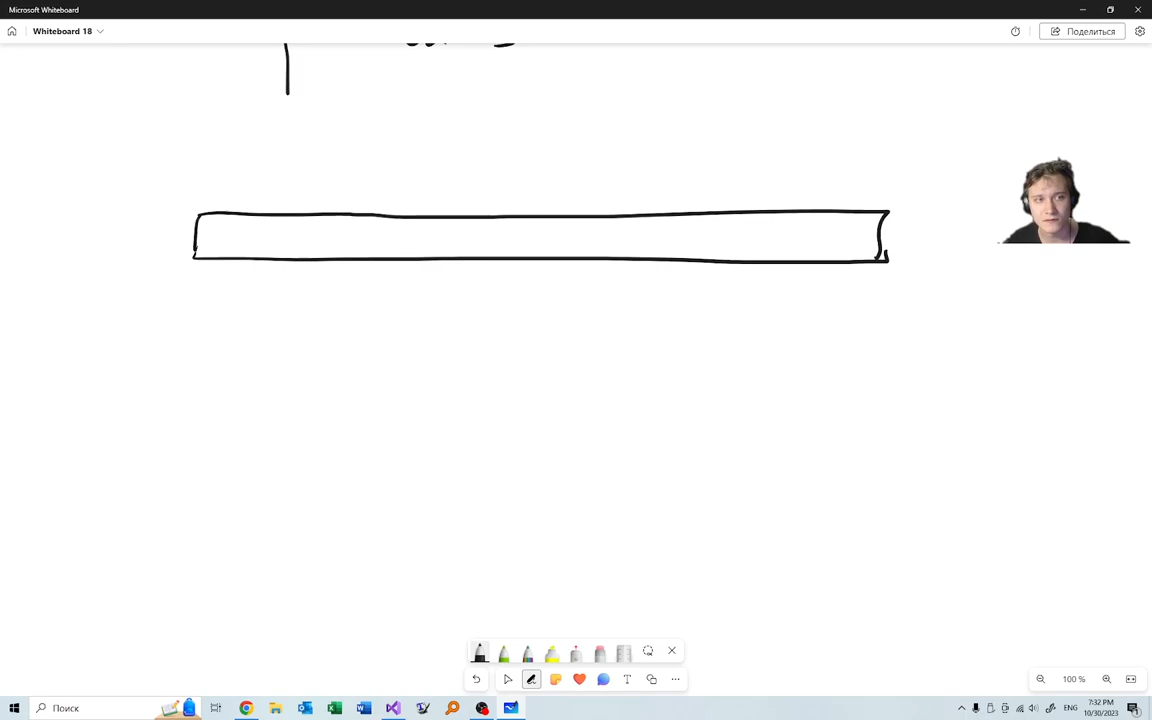 Microsoft Whiteboard
Whiteboard 18
Поделиться
100 %
Поиск
ENG
7:32 PM
10/30/2023